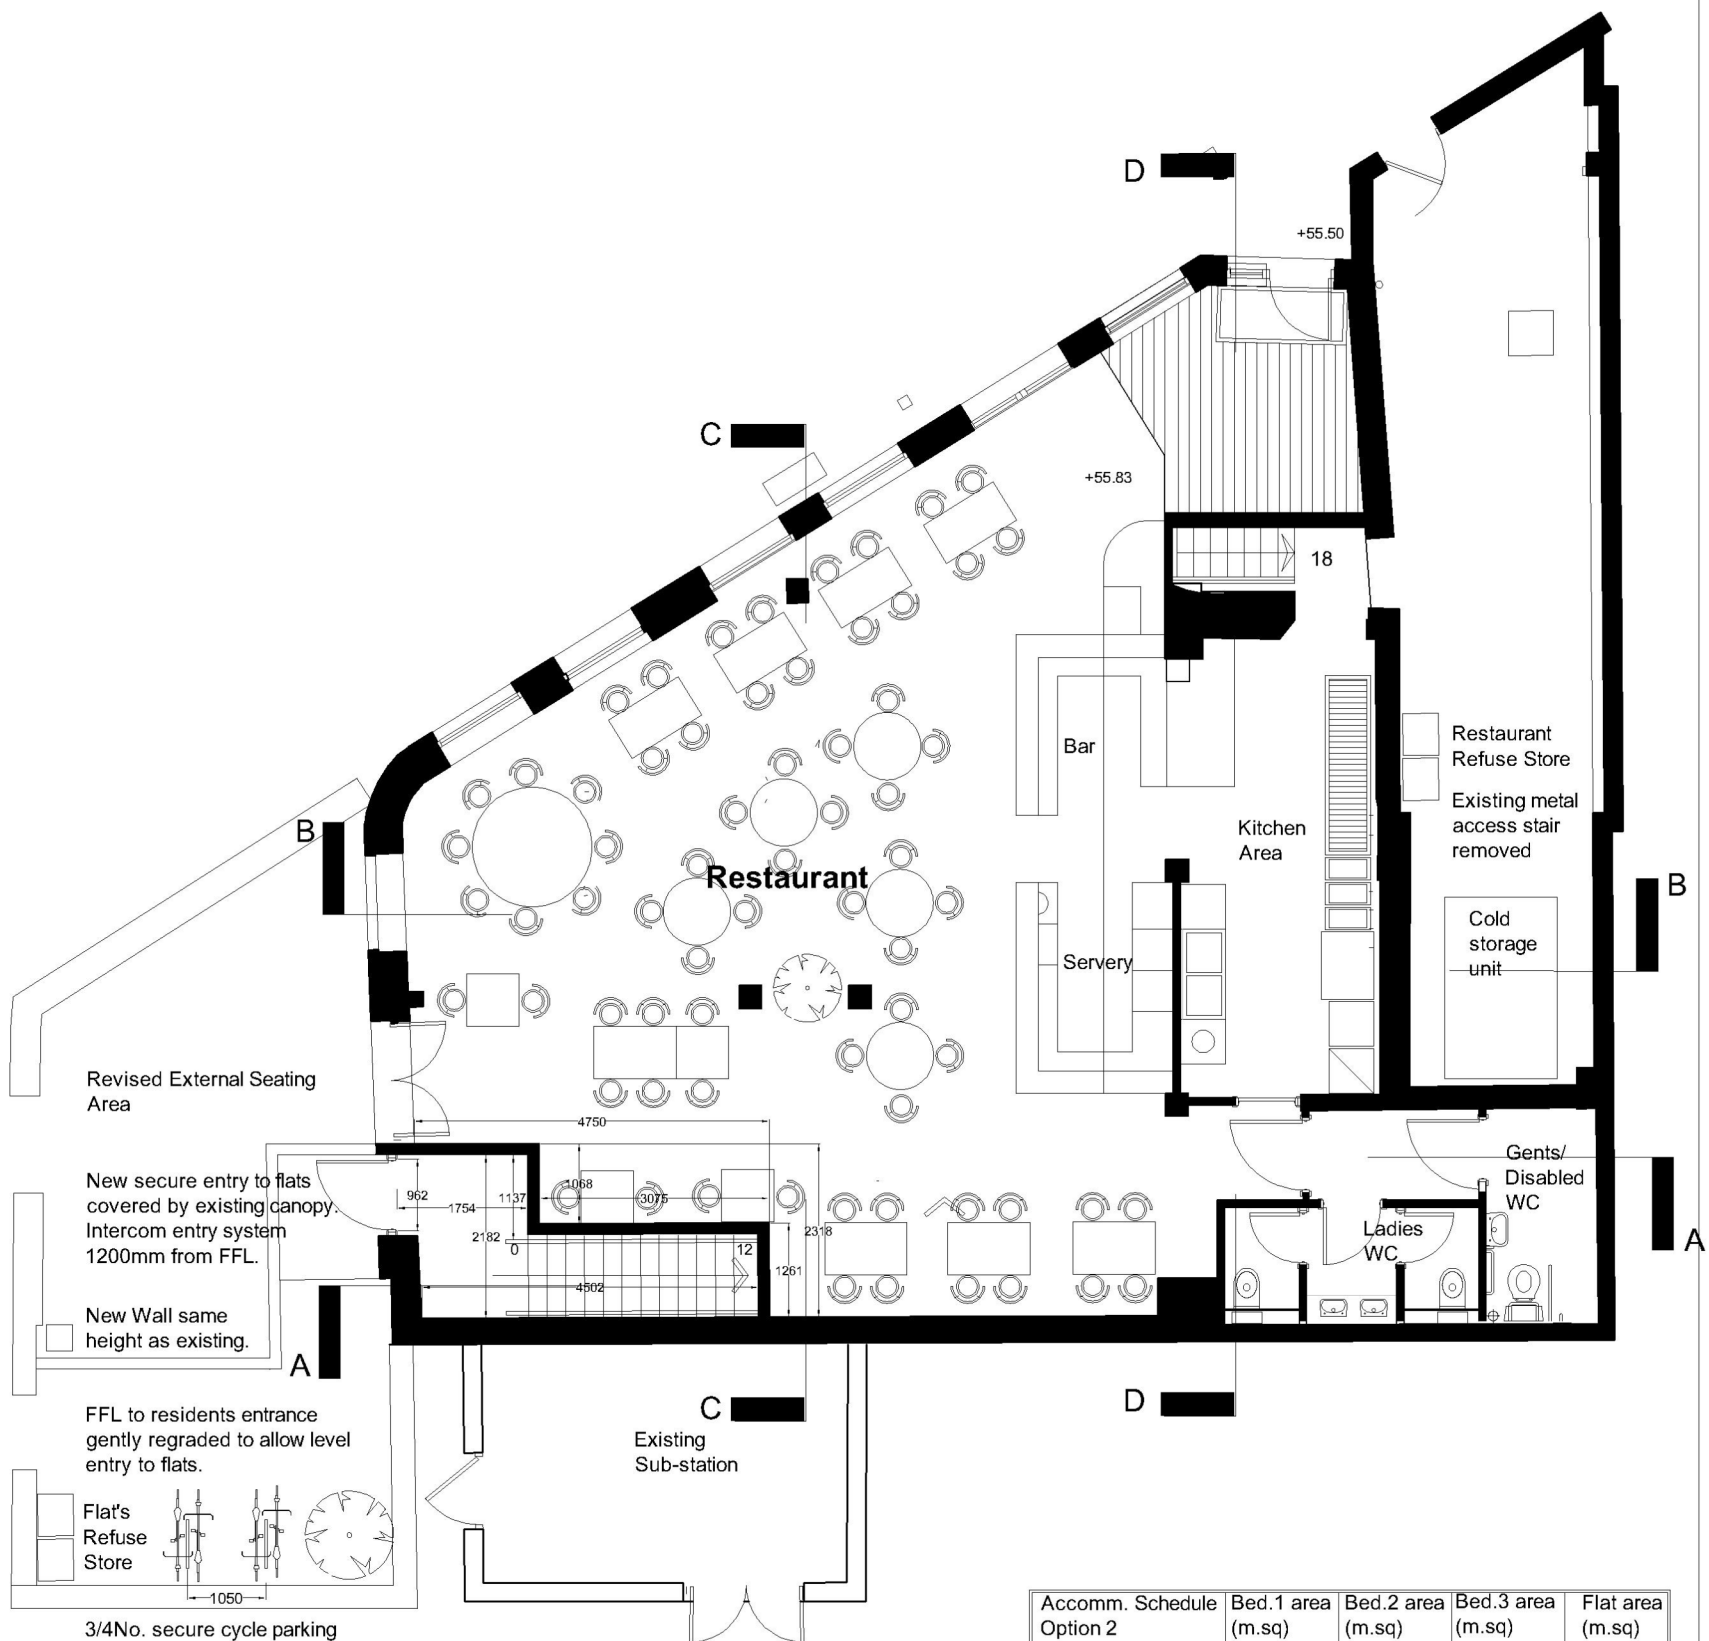 D
+55.50
C
+55.83
18
Restaurant
Refuse Store
Existing metal
access stair
removed
Bar
Kitchen
Area
B
Restaurant
B
Cold
storage
unit
Servery
Revised External Seating
Area
4750
New secure entry to flats
covered by existing canopy.
Intercom entry system
1200mm from FFL.
962
1754
1137
1068
3075
2182
0
12
2318
1261
4502
Gents/
Disabled
WC
Ladies
WC
A
New Wall same
height as existing.
A
C
D
FFL to residents entrance
gently regraded to allow level
entry to flats.
Existing
Sub-station
Flat's
Refuse
Store
1050
3/4No. secure cycle parking
Accomm. Schedule
Option 2
Bed.1 area
(m.sq)
Bed.2 area
(m.sq)
Bed.3 area
(m.sq)
Flat area
(m.sq)